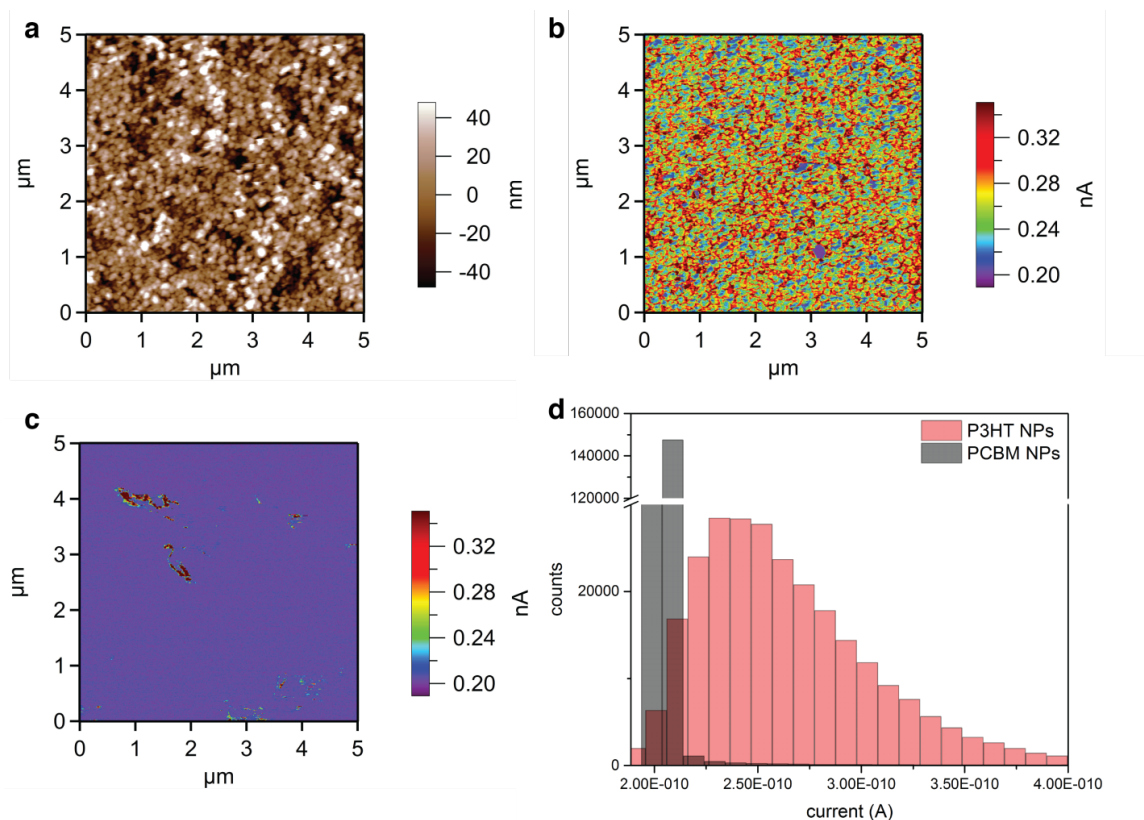 a
5
4
3
2
1
0
µm
0 1 2 3 4 5
µm
40
20
0
-20
-40
nm
b
5
4
3
2
1
0
µm
0 1 2 3 4 5
µm
0.32
0.28
0.24
0.20
nA
c
5
4
3
2
1
0
µm
0 1 2 3 4 5
µm
0.32
0.28
0.24
0.20
nA
d
160000
140000
120000
20000
0
counts
P3HT NPs
PCBM NPs
2.00E-010 2.50E-010 3.00E-010 3.50E-010 4.00E-010
current (A)